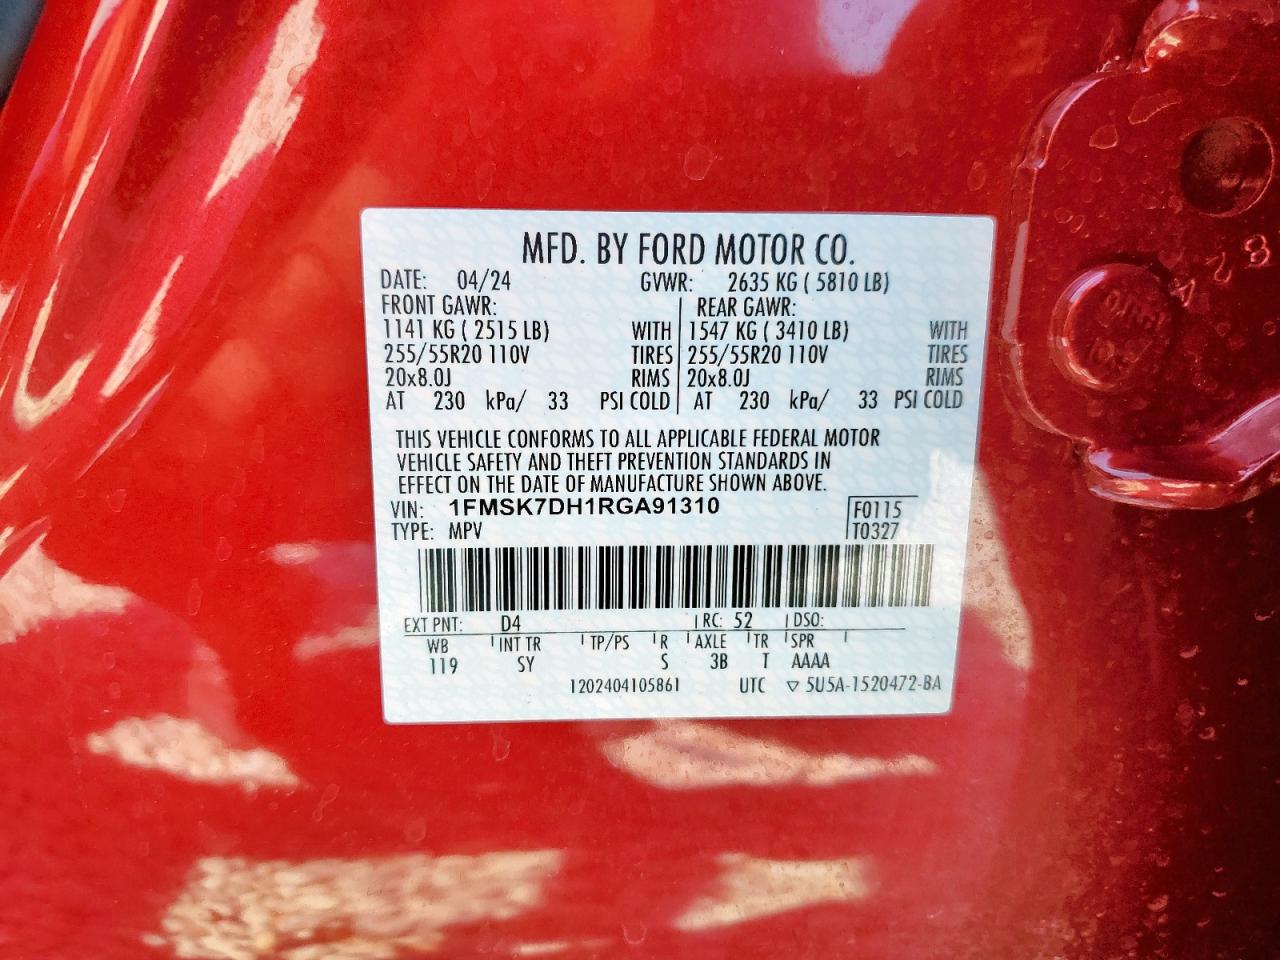 MFD. BY FORD MOTOR CO.
DATE: 04/24 GVWR: 2635 KG ( 5810 LB)
FRONT GAWR: REAR GAWR:
1141 KG ( 2515 LB) WITH 1547 KG ( 3410 LB) WITH
255/55R20 110V TIRES 255/55R20 110V TIRES
20x8.0J RIMS 20x8.0J RIMS
AT 230 kPa/ 33 PSI COLD AT 230 kPa/ 33 PSI COLD
THIS VEHICLE CONFORMS TO ALL APPLICABLE FEDERAL MOTOR
VEHICLE SAFETY AND THEFT PREVENTION STANDARDS IN
EFFECT ON THE DATE OF MANUFACTURE SHOWN ABOVE.
VIN: 1FMSK7DH1RGA91310 F0115
TYPE: MPV T0327
EXT PNT: D4 RC: 52 DSO:
WB INT TR TP/PS R AXLE TR SPR
119 SY S 3B T AAAA
1202404105861 UTC ▽ 5U5A-1520472-BA